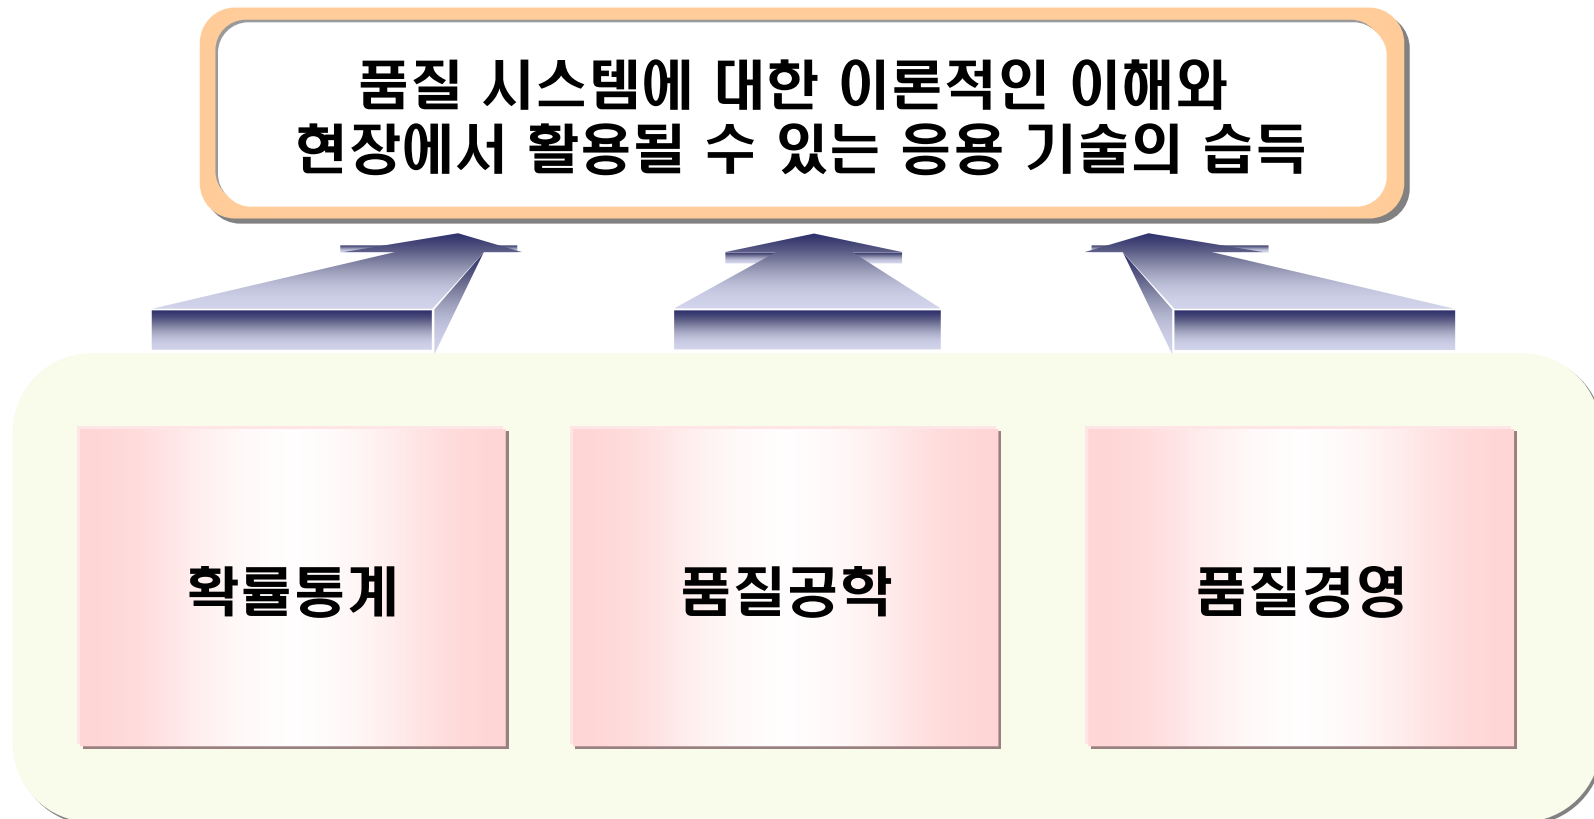 품질 시스템에 대한 이론적인 이해와
현장에서 활용될 수 있는 응용 기술의 습득
확률통계
품질공학
품질경영